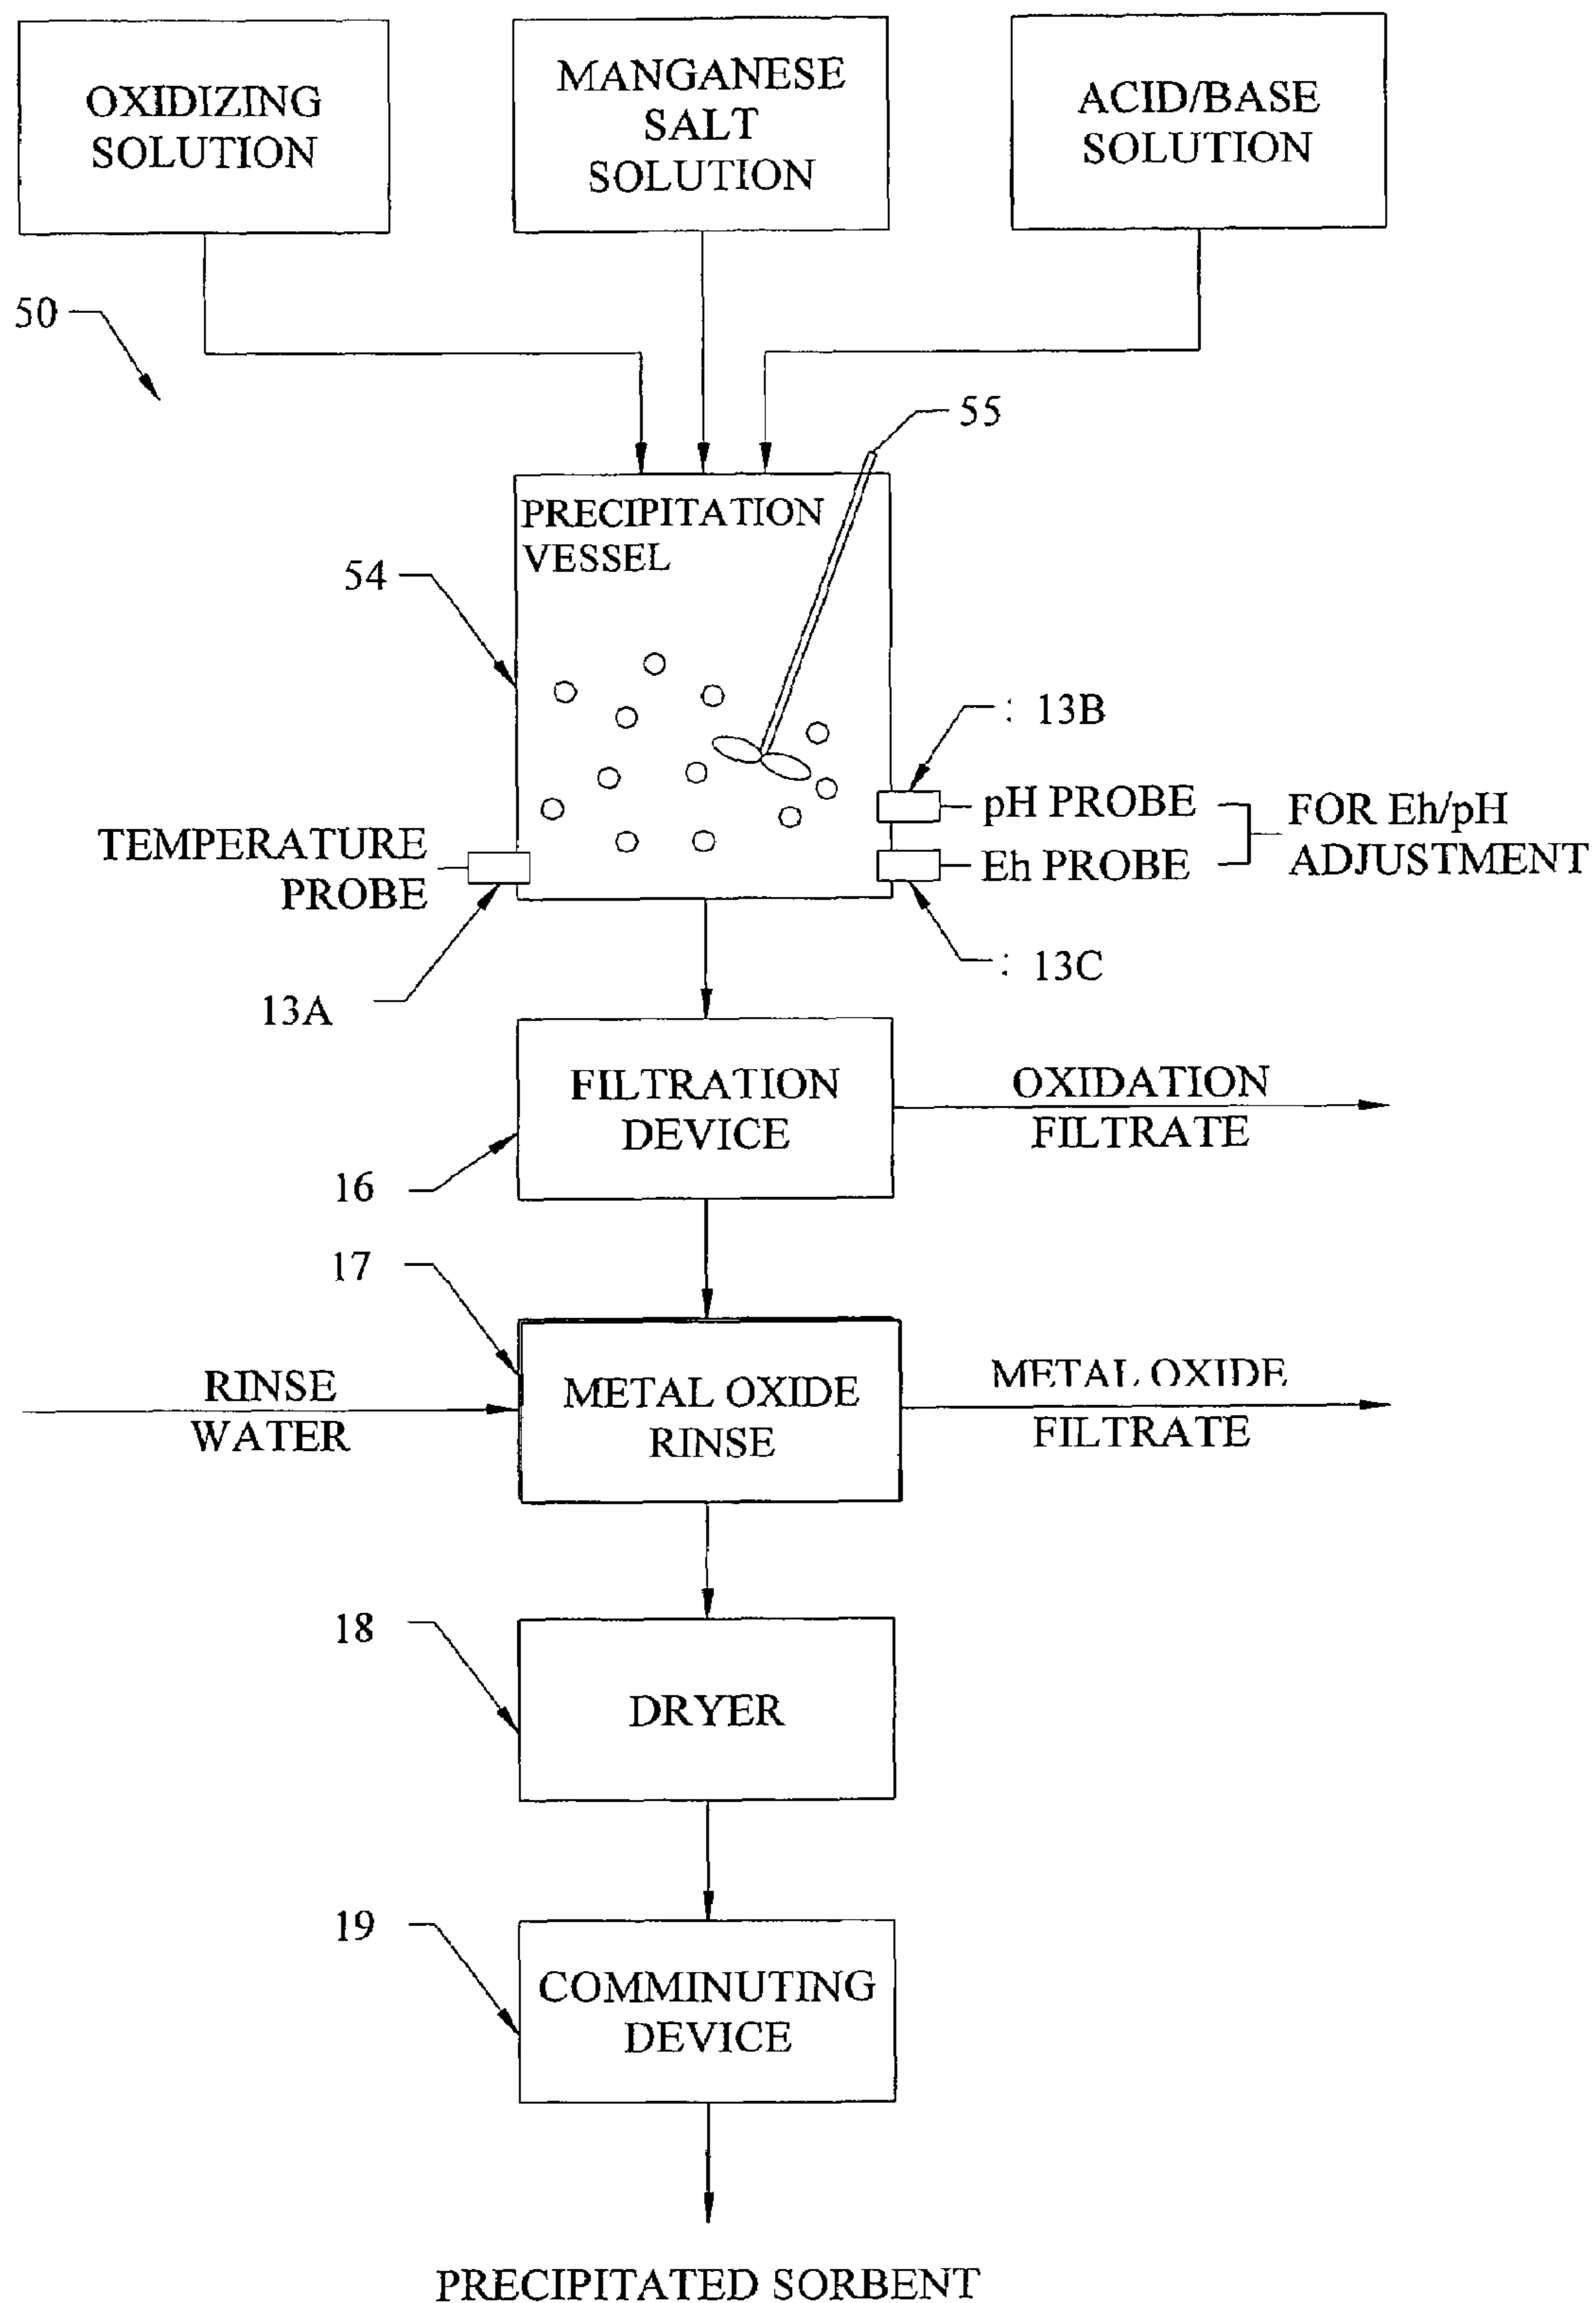 OXIDIZING
SOLUTION
MANGANESE
SALT
SOLUTION
ACID/BASE
SOLUTION
50
55
PRECIPITATION
VESSEL
54
: 13B
pH PROBE
Eh PROBE
FOR Eh/pH
ADJUSTMENT
TEMPERATURE
PROBE
: 13C
13A
FILTRATION
DEVICE
OXIDATION
FILTRATE
16
17
RINSE
WATER
METAL OXIDE
RINSE
METAL OXIDE
FILTRATE
18
DRYER
19
COMMINUTING
DEVICE
PRECIPITATED SORBENT